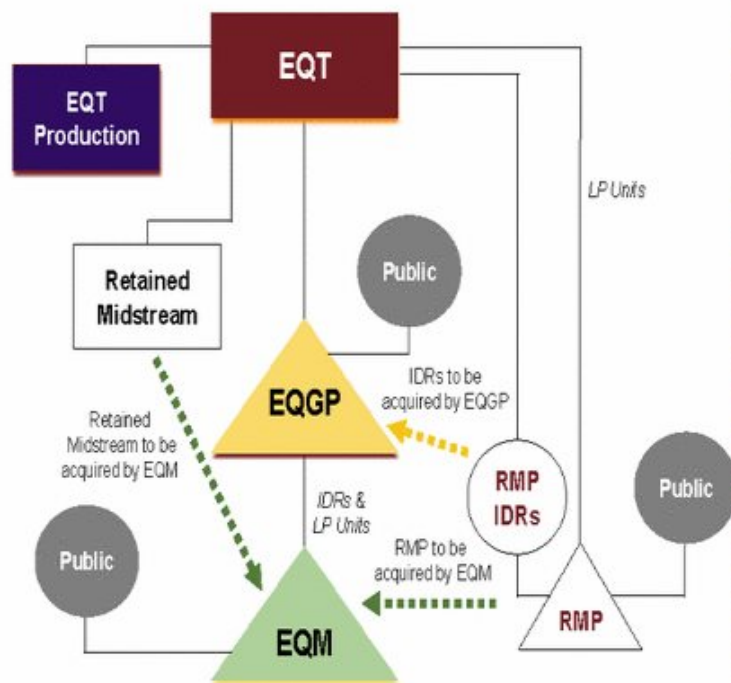 EQT
EQT
Production
LP Units
Public
Retained
Midstream
IDRs to be
acquired by EQGP
EQGP
Retained
Midstream to be
acquired by EQM
RMP
IDRs
Public
IDRs &
LP Units
Public
RMP to be
acquired by EQM
RMP
EQM